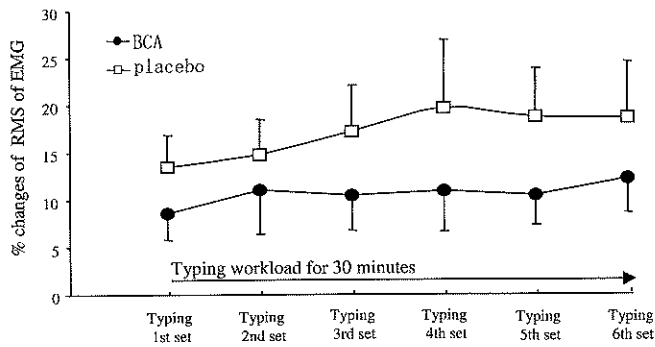 % changes of RMS of EMG
30
25
20
15
10
5
0
BCA
placebo
Typing workload for 30 minutes
Typing
1st set
Typing
2nd set
Typing
3rd set
Typing
4th set
Typing
5th set
Typing
6th set